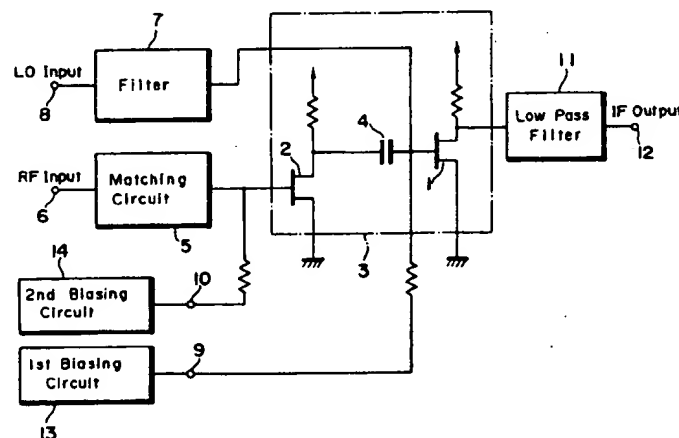 7
11
LO Input
Filter
8
4
Low Pass
Filter
IF Output
12
2
1
RF Input
Matching
Circuit
6
5
3
14
10
2nd Biasing
Circuit
9
1st Biasing
Circuit
13